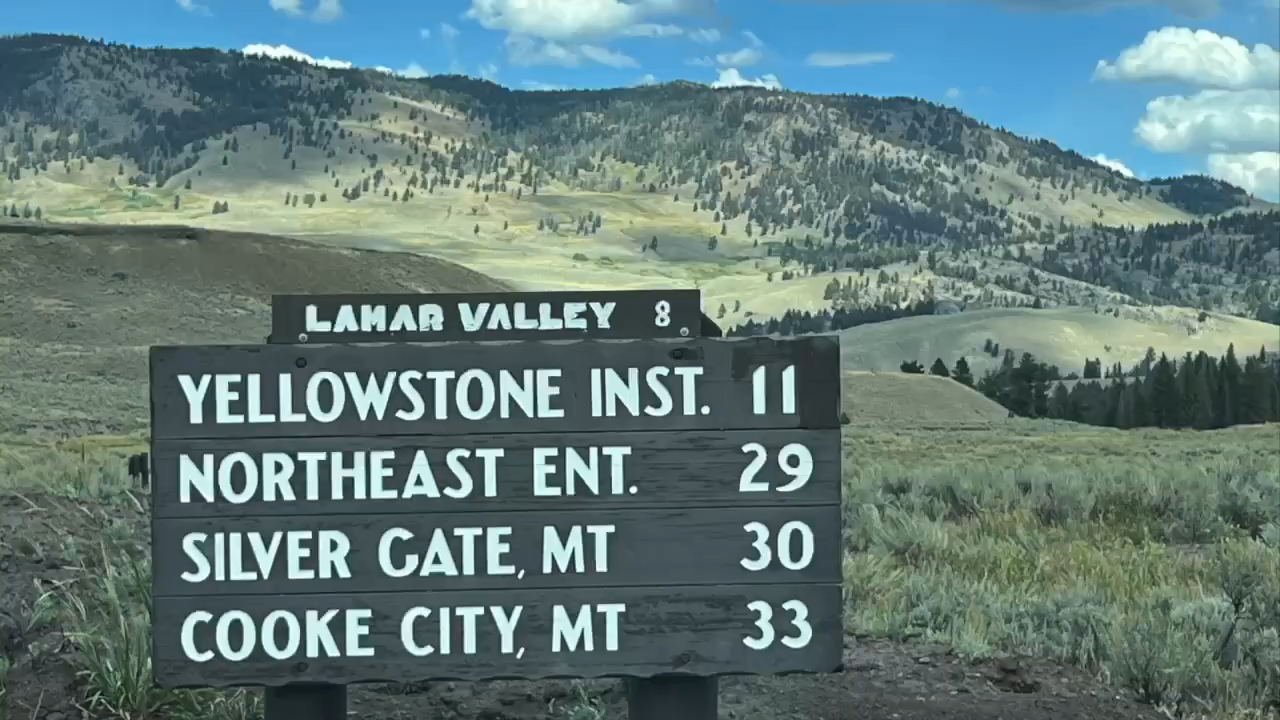 LAMAR VALLEY 8
YELLOWSTONE INST. 11
NORTHEAST ENT. 29
SILVER GATE, MT 30
COOKE CITY, MT 33